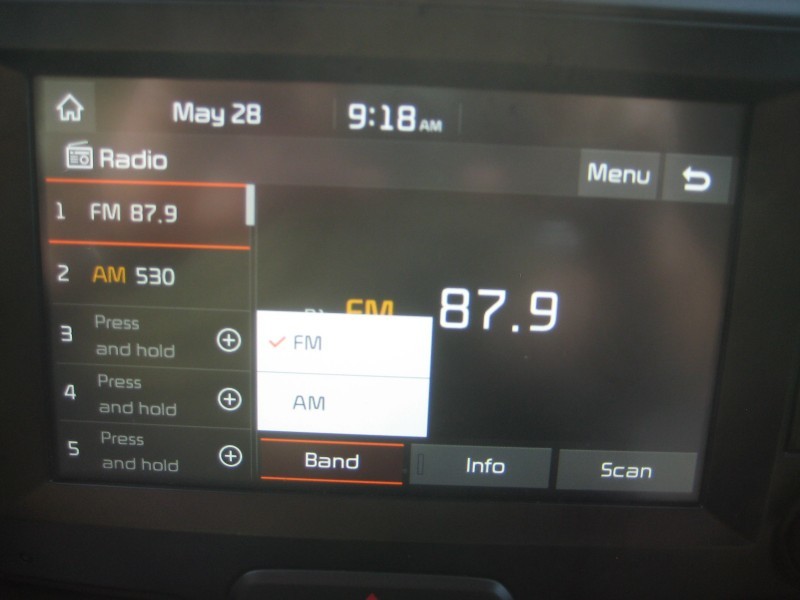 May 28 9:18 AM
Radio
Menu
1 FM 87.9
2 AM 530
3 Press
and hold
4 Press
and hold
5 Press
and hold
FM 87.9
FM
AM
Band Info Scan